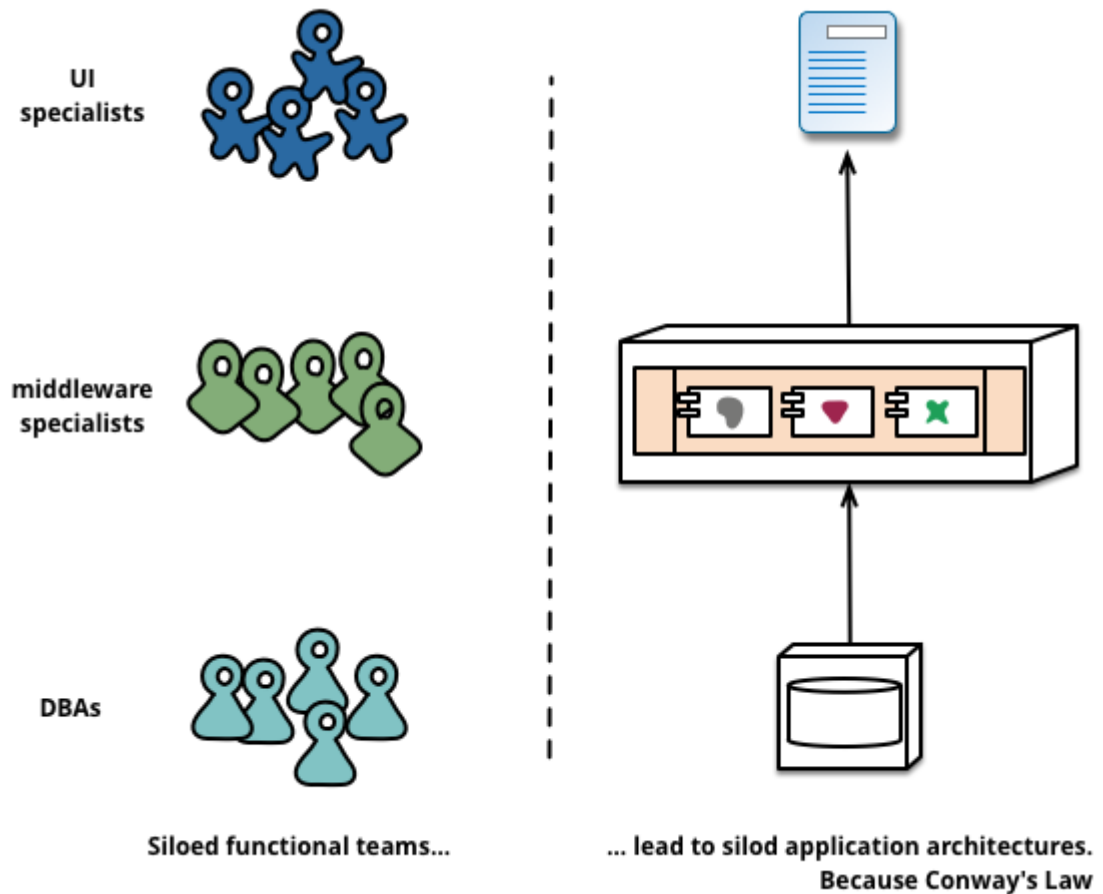 UI
specialists
middleware
specialists
DBAs
Siloed functional teams...
... lead to silod application architectures.
Because Conway's Law